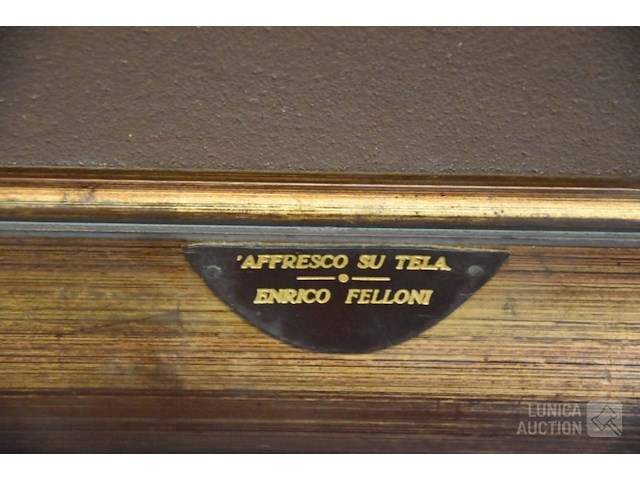 'AFFRESCO SU TELA.
ENRICO FELLONI
LUNICA
AUCTION